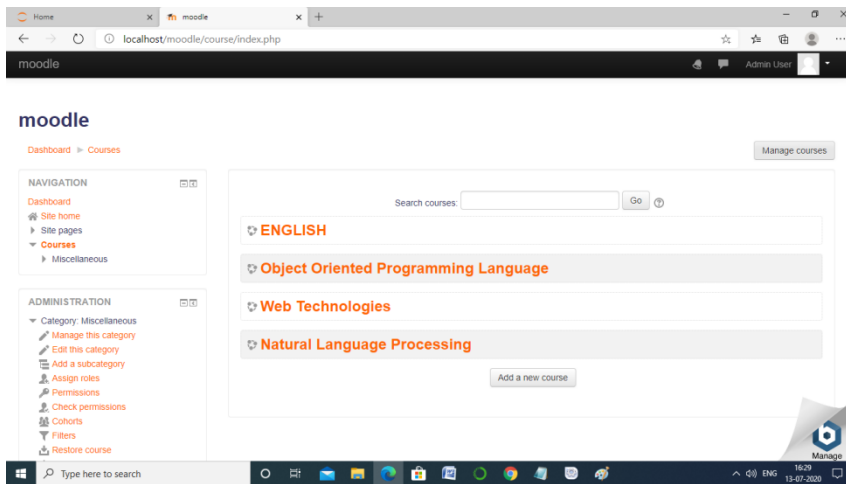 Home
moodle
localhost/moodle/course/index.php
moodle
Admin User
moodle
Dashboard Courses
Manage courses
NAVIGATION
Dashboard
Site home
Site pages
Courses
Miscellaneous
ADMINISTRATION
Category: Miscellaneous
Manage this category
Edit this category
Add a subcategory
Assign roles
Permissions
Check permissions
Cohorts
Filters
Restore course
Search courses: Go
ENGLISH
Object Oriented Programming Language
Web Technologies
Natural Language Processing
Add a new course
Manage
Type here to search
ENG
16:29
13-07-2020